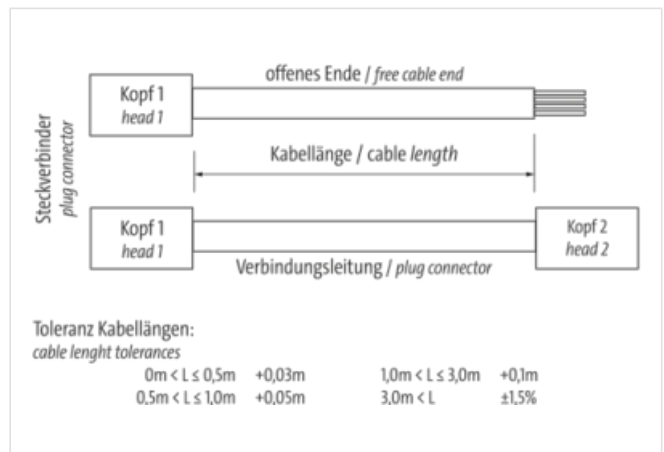 offenes Ende / free cable end
Kopf 1
head 1
Steckverbinder
plug connector
Kabellänge / cable length
Kopf 1
head 1
Kopf 2
head 2
Verbindungsleitung / plug connector
Toleranz Kabellängen:
cable lenght tolerances
0m < L ≤ 0,5m +0,03m 1,0m < L ≤ 3,0m +0,1m
0,5m < L ≤ 1,0m +0,05m 3,0m < L ±1,5%